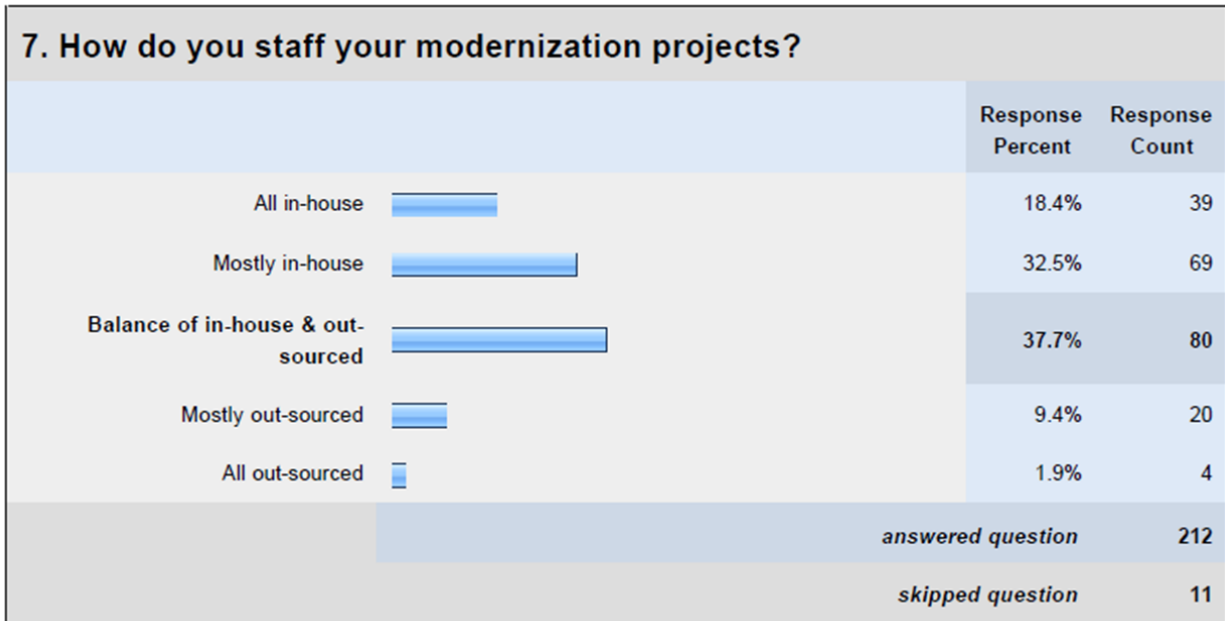 7. How do you staff your modernization projects?
Response Percent Response Count
All in-house 18.4% 39
Mostly in-house 32.5% 69
Balance of in-house & out-
sourced 37.7% 80
Mostly out-sourced 9.4% 20
All out-sourced 1.9% 4
answered question 212
skipped question 11